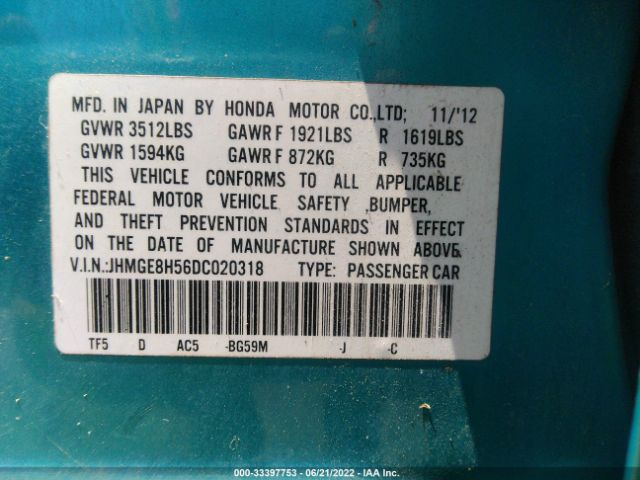 MFD. IN JAPAN BY HONDA MOTOR CO.,LTD; 11/'12
GVWR 3512LBS GAWR F 1921LBS R 1619LBS
GVWR 1594KG GAWR F 872KG R 735KG
THIS VEHICLE CONFORMS TO ALL APPLICABLE
FEDERAL MOTOR VEHICLE SAFETY ,BUMPER,
AND THEFT PREVENTION STANDARDS IN EFFECT
ON THE DATE OF MANUFACTURE SHOWN ABOVE.
V.I.N.:JHMGE8H56DC020318 TYPE: PASSENGER CAR
TF5 D AC5 -BG59M -J -C
000-33397753 - 06/21/2022 - IAA Inc.